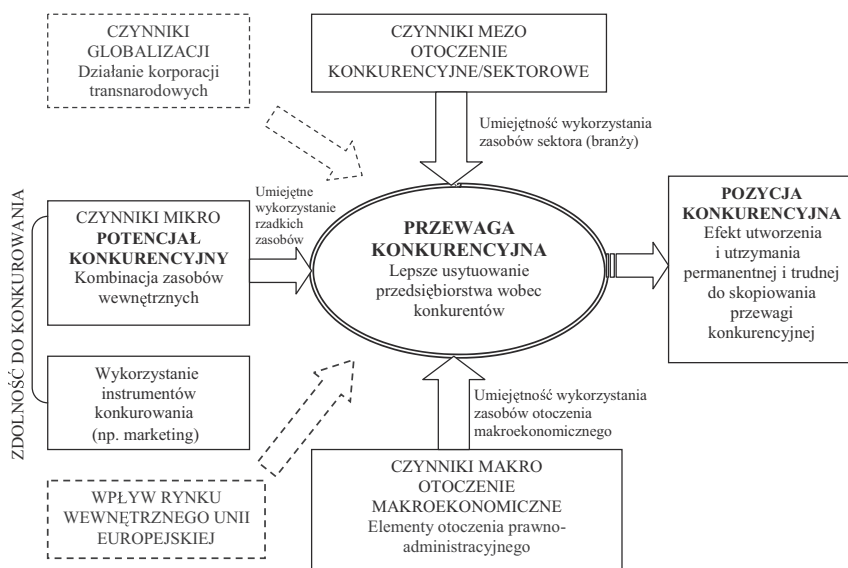 CZYNNIKI
GLOBALIZACJI
Działanie korporacji
transnarodowych
CZYNNIKI MEZO
OTOCZENIE
KONKURENCYJNE/SEKTOROWE
Umiejętność wykorzystania
zasobów sektora (branży)
ZDOLNOŚĆ DO KONKUROWANIA
CZYNNIKI MIKRO
POTENCJAŁ
KONKURENCYJNY
Kombinacja zasobów
wewnętrznych
Umiejętne
wykorzystanie
rzadkich
zasobów
PRZEWAGA
KONKURENCYJNA
Lepsze usytuowanie
przedsiębiorstwa wobec
konkurentów
POZYCJA
KONKURENCYJNA
Efekt utworzenia
i utrzymania
permanentnej i trudnej
do skopiowania
przewagi
konkurencyjnej
Wykorzystanie
instrumentów
konkurowania
(np. marketing)
Umiejętność wykorzystania
zasobów otoczenia
makroekonomicznego
WPŁYW RYNKU
WEWNĘTRZNEGO UNII
EUROPEJSKIEJ
CZYNNIKI MAKRO
OTOCZENIE
MAKROEKONOMICZNE
Elementy otoczenia prawno-
administracyjnego